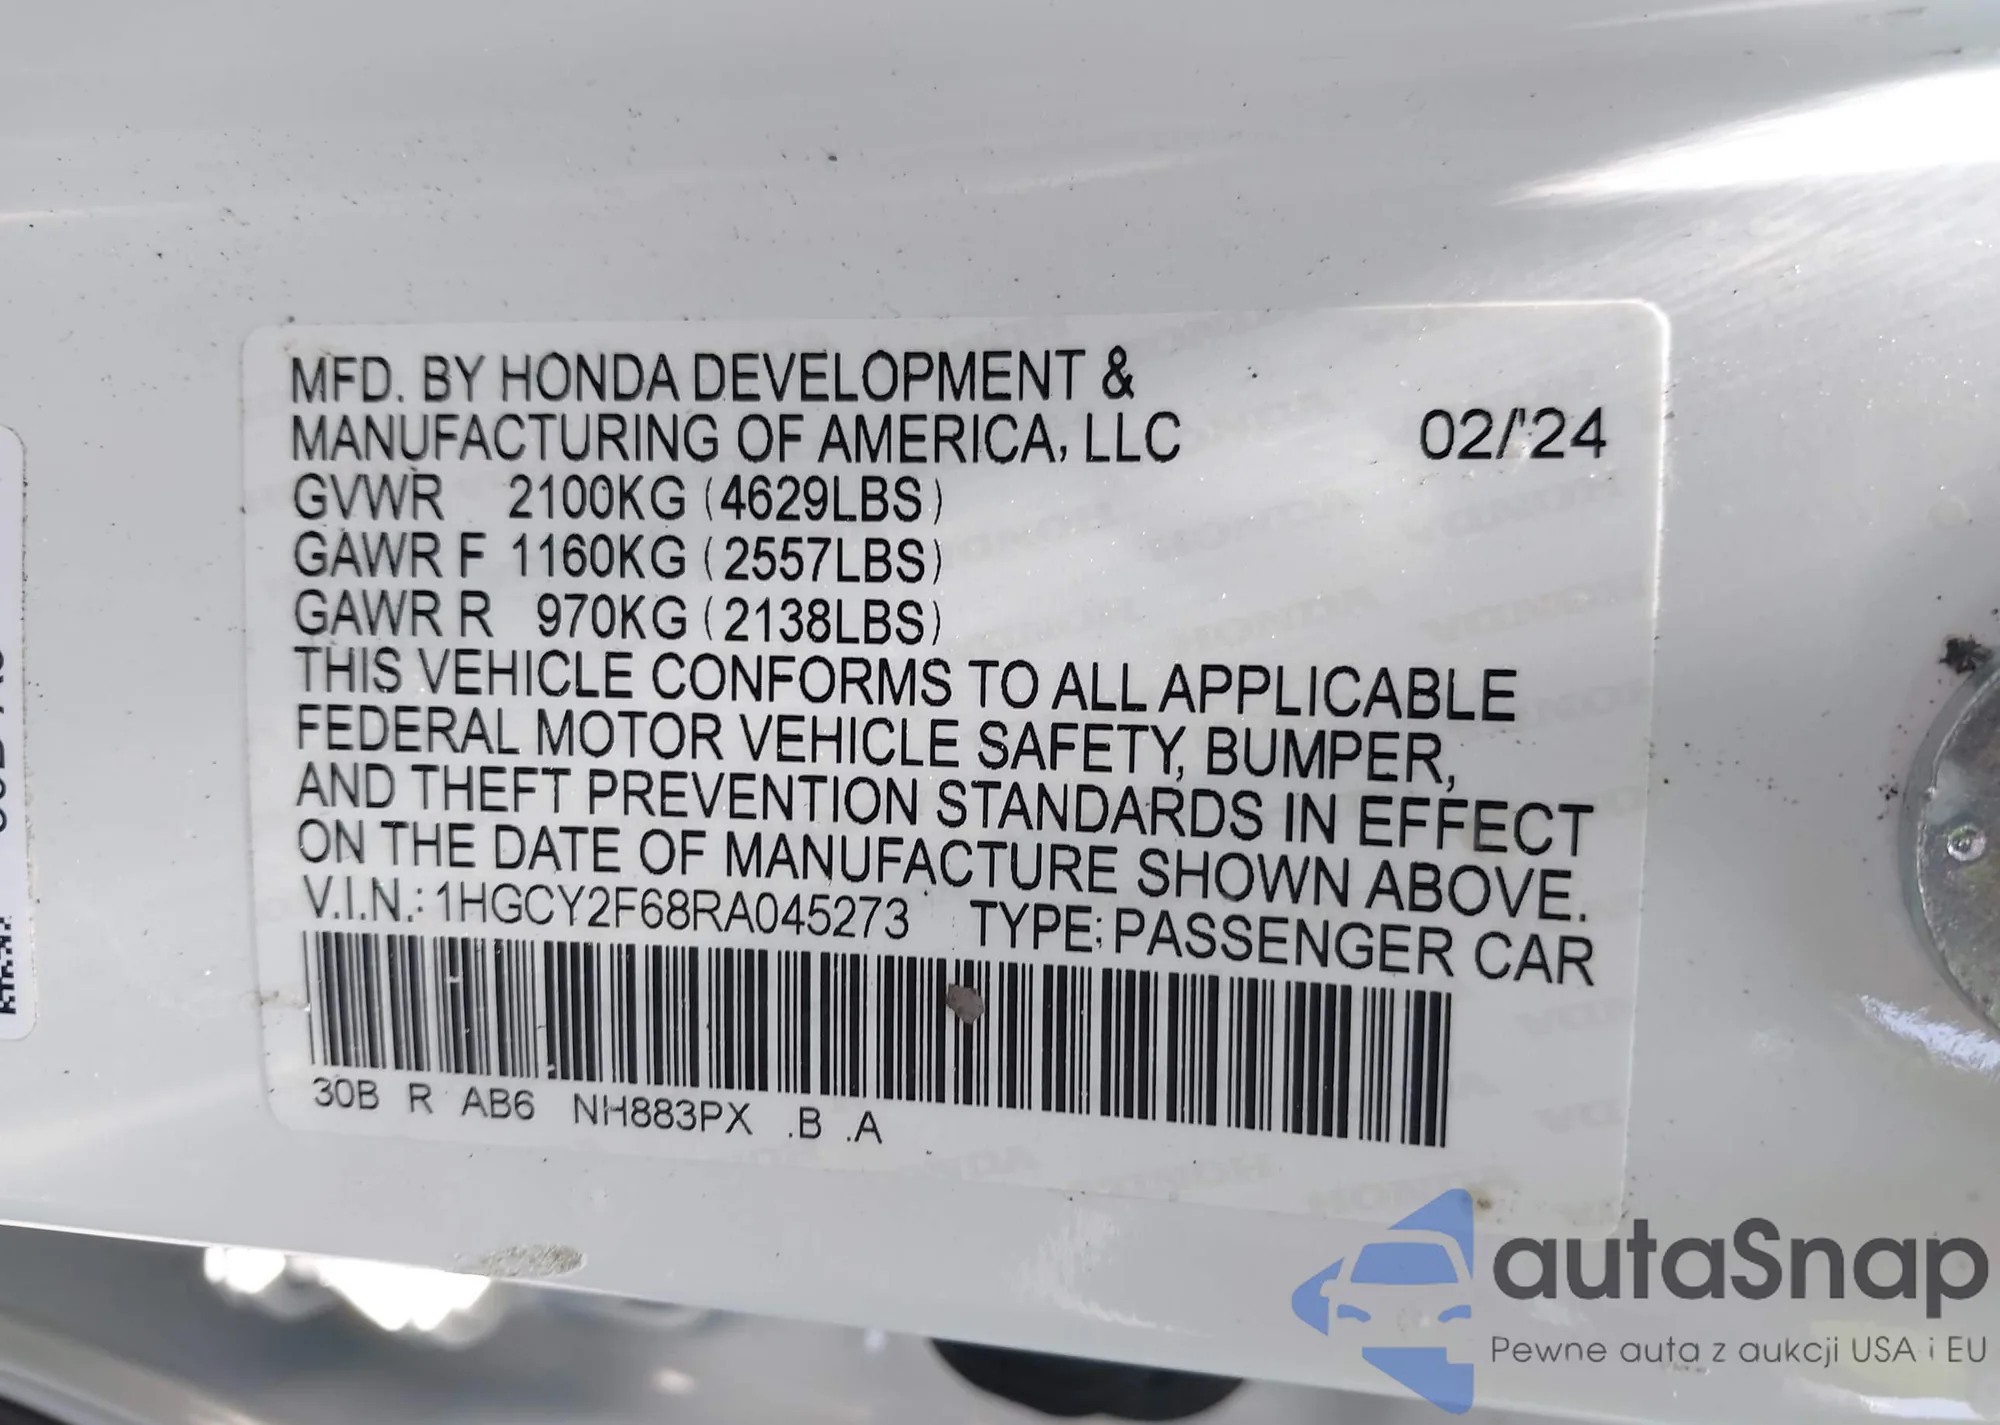 MFD. BY HONDA DEVELOPMENT &
MANUFACTURING OF AMERICA, LLC 02/'24
GVWR 2100KG (4629LBS)
GAWR F 1160KG (2557LBS)
GAWR R 970KG (2138LBS)
THIS VEHICLE CONFORMS TO ALL APPLICABLE
FEDERAL MOTOR VEHICLE SAFETY, BUMPER,
AND THEFT PREVENTION STANDARDS IN EFFECT
ON THE DATE OF MANUFACTURE SHOWN ABOVE.
V.I.N.: 1HGCY2F68RA045273 TYPE: PASSENGER CAR
30B R AB6 NH883PX .B .A
autaSnap
Pewne auta z aukcji USA i EU